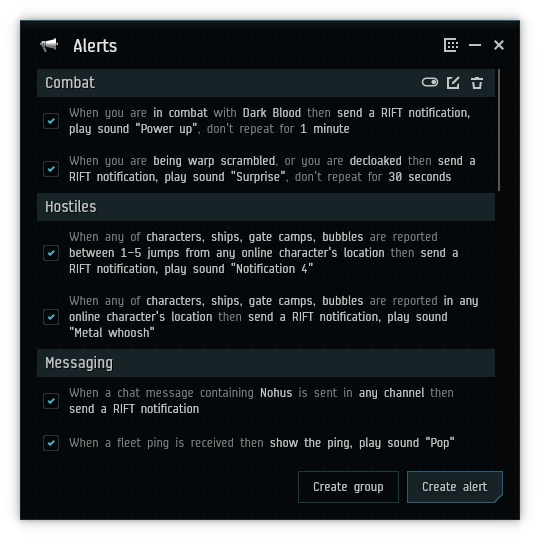 Alerts
Combat
When you are in combat with Dark Blood then send a RIFT notification,
play sound "Power up", don't repeat for 1 minute
When you are being warp scrambled, or you are decloaked then send a
RIFT notification, play sound "Surprise", don't repeat for 30 seconds
Hostiles
When any of characters, ships, gate camps, bubbles are reported
between 1-5 jumps from any online character's location then send a
RIFT notification, play sound "Notification 4"
When any of characters, ships, gate camps, bubbles are reported in any
online character's location then send a RIFT notification, play sound
"Metal whoosh"
Messaging
When a chat message containing Nohus is sent in any channel then
send a RIFT notification
When a fleet ping is received then show the ping, play sound "Pop"
Create group
Create alert